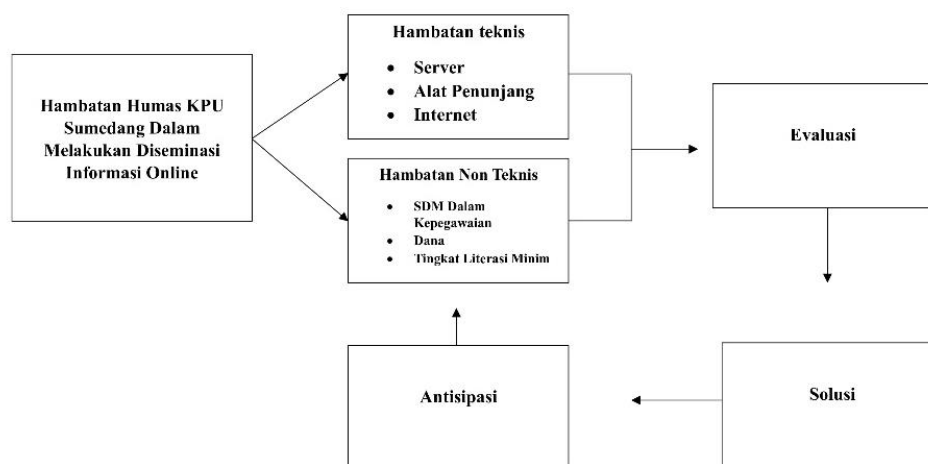 Hambatan Humas KPU
Sumedang Dalam
Melakukan Diseminasi
Informasi Online
Hambatan teknis
• Server
• Alat Penunjang
• Internet
Hambatan Non Teknis
• SDM Dalam
Kepegawaian
• Dana
• Tingkat Literasi Minim
Evaluasi
Antisipasi
Solusi